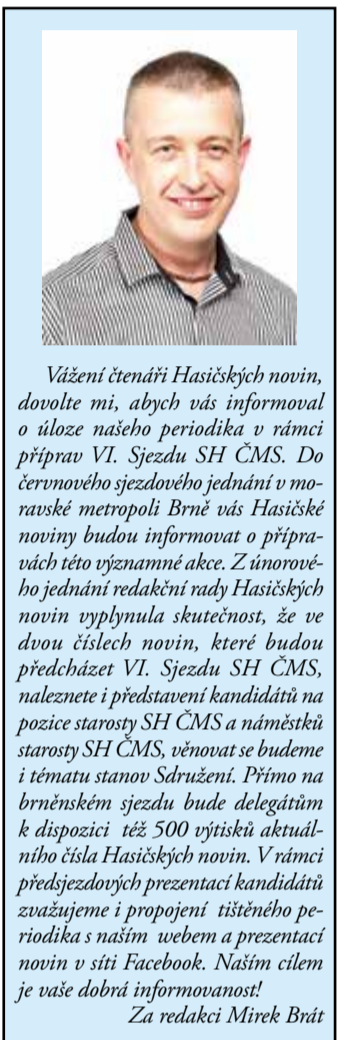 Vážení čtenáři Hasičských novin,
dovolte mi, abych vás informoval
o úloze našeho periodika v rámci
příprav VI. Sjezdu SH ČMS. Do
červnového sjezdového jednání v mo-
ravské metropoli Brně vás Hasičské
noviny budou informovat o přípra-
vách této významné akce. Z únorové-
ho jednání redakční rady Hasičských
novin vyplynula skutečnost, že ve
dvou číslech novin, které budou
předcházet VI. Sjezdu SH ČMS,
naleznete i představení kandidátů na
pozice starosty SH ČMS a náměstků
starosty SH ČMS, věnovat se budeme
i tématu stanov Sdružení. Přímo na
brněnském sjezdu bude delegátům
k dispozici též 500 výtisků aktuál-
ního čísla Hasičských novin. V rámci
předsjezdových prezentací kandidátů
zvažujeme i propojení tištěného pe-
riodika s naším webem a prezentací
novin v síti Facebook. Naším cílem
je vaše dobrá informovanost!
Za redakci Mirek Brát